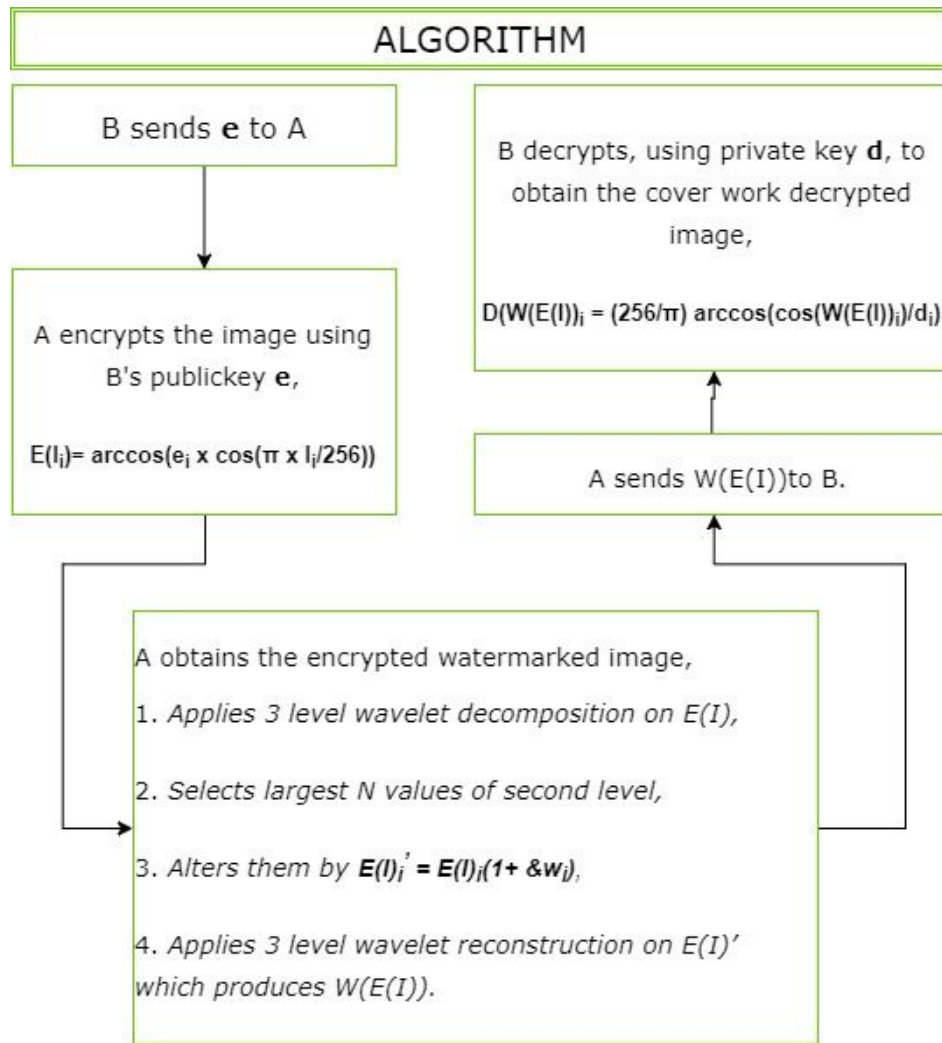 ALGORITHM
B sends e to A
A encrypts the image using
B's publickey e,
E(Iᵢ)= arccos(eᵢ x cos(π x Iᵢ/256))
A obtains the encrypted watermarked image,
1. Applies 3 level wavelet decomposition on E(I),
2. Selects largest N values of second level,
3. Alters them by E(I)ᵢ' = E(I)ᵢ(1+ &wᵢ),
4. Applies 3 level wavelet reconstruction on E(I)'
which produces W(E(I)).
A sends W(E(I))to B.
B decrypts, using private key d, to
obtain the cover work decrypted
image,
D(W(E(I))ᵢ = (256/π) arccos(cos(W(E(I))ᵢ)/dᵢ)